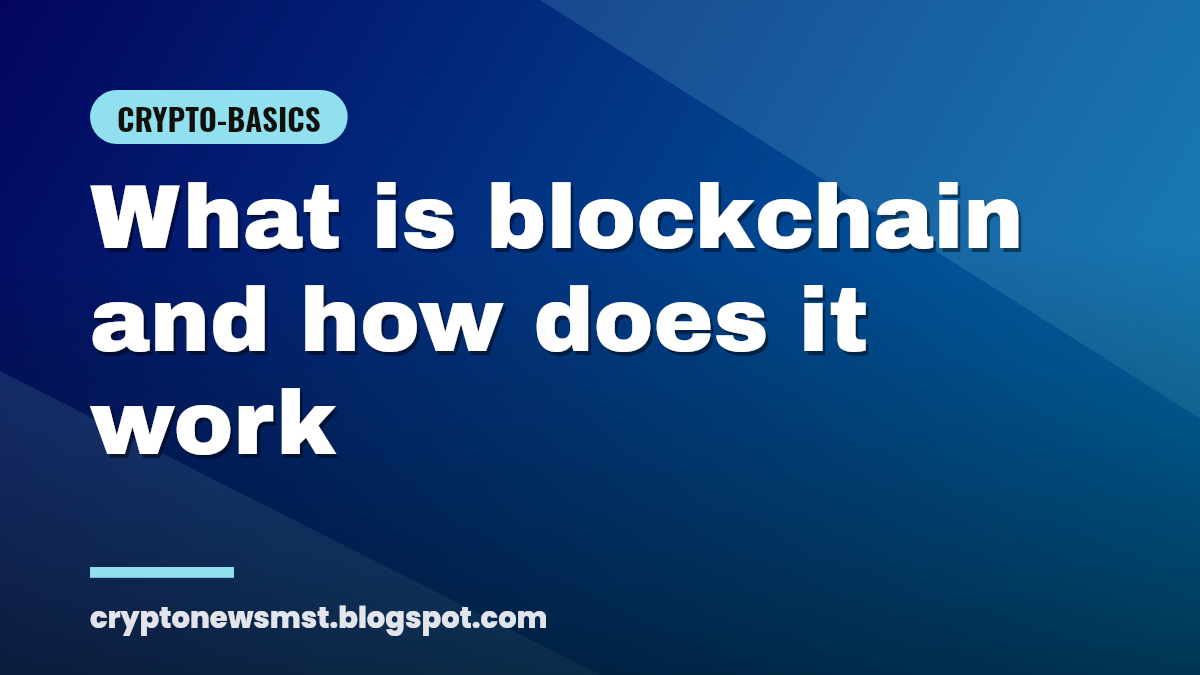 CRYPTO-BASICS
What is blockchain
and how does it
work
cryptonewsmst.blogspot.com